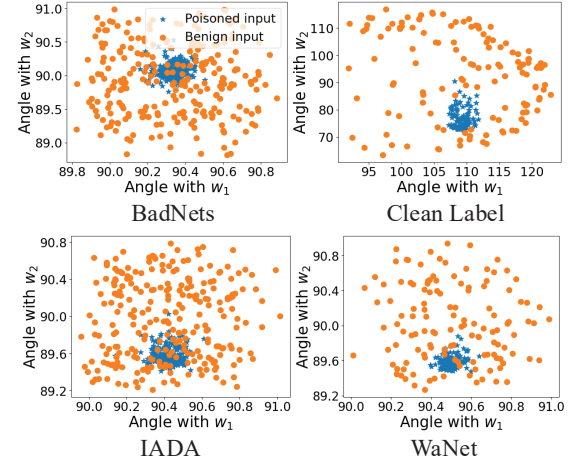 91.0
90.5
90.0
89.5
89.0
Angle with w2
Poisoned input
Benign input
89.8 90.0 90.2 90.4 90.6 90.8
Angle with w1
BadNets
110
100
90
80
70
Angle with w2
95 100 105 110 115 120
Angle with w1
Clean Label
90.8
90.4
90.0
89.6
89.2
Angle with w2
90.0 90.2 90.4 90.6 90.8 91.0
Angle with w1
IADA
90.8
90.4
90.0
89.6
89.2
Angle with w2
90.0 90.2 90.4 90.6 90.8 91.0
Angle with w1
WaNet